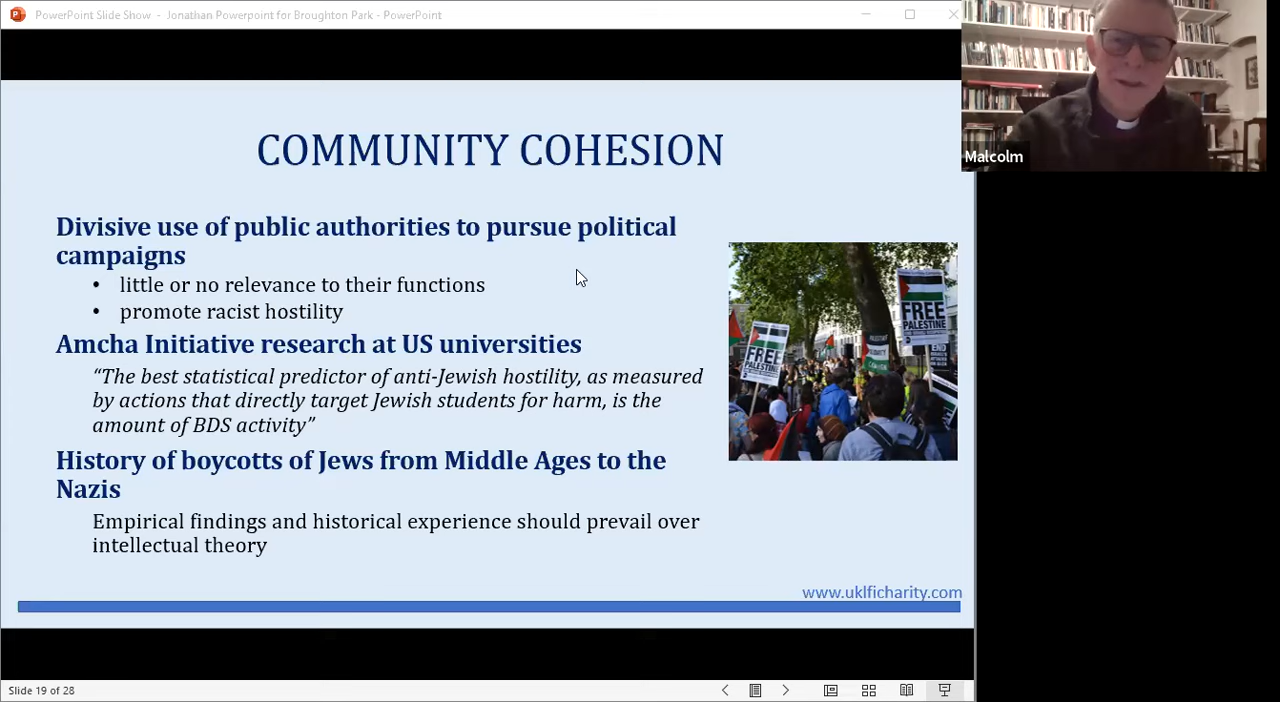 PowerPoint Slide Show - Jonathan Powerpoint for Broughton Park - PowerPoint
Malcolm
COMMUNITY COHESION
Divisive use of public authorities to pursue political
campaigns
• little or no relevance to their functions
• promote racist hostility
Amcha Initiative research at US universities
“The best statistical predictor of anti-Jewish hostility, as measured
by actions that directly target Jewish students for harm, is the
amount of BDS activity”
History of boycotts of Jews from Middle Ages to the
Nazis
Empirical findings and historical experience should prevail over
intellectual theory
FREE
PALESTINE
FREE
PALESTINE
END
www.uklficharity.com
Slide 19 of 28